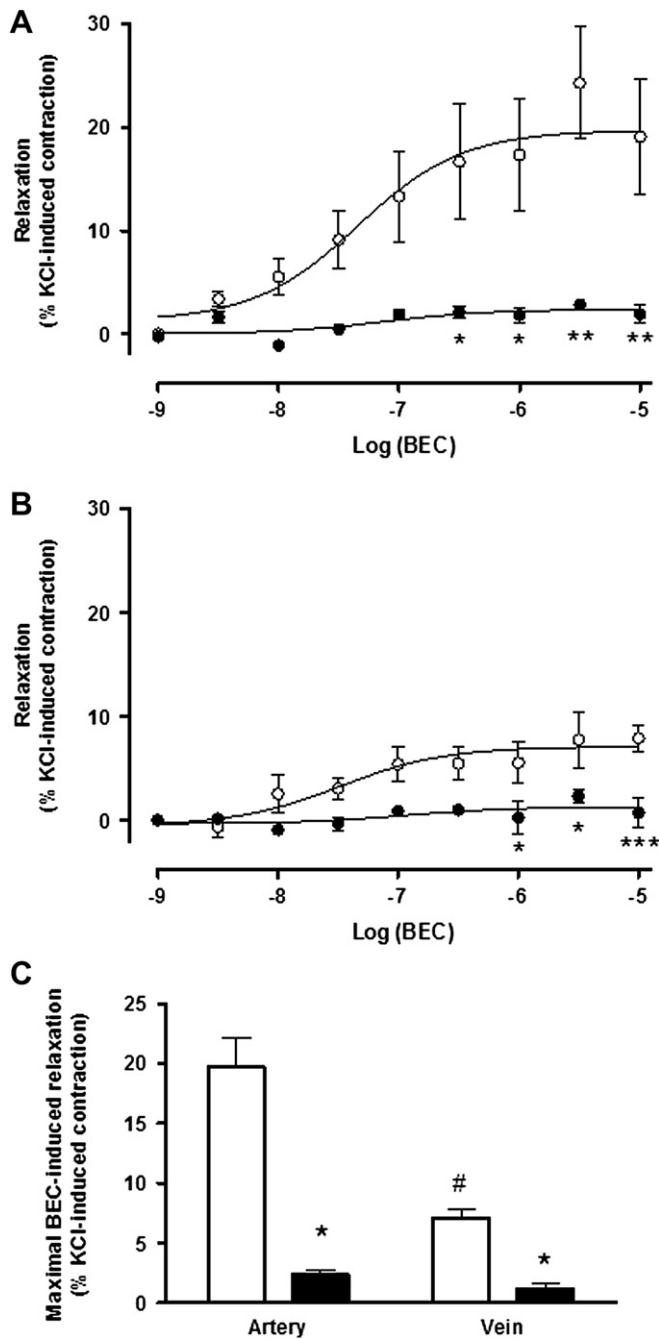 A
Relaxation
(% KCl-induced contraction)
30
20
10
0
* * ** **
-9 -8 -7 -6 -5
Log (BEC)
B
Relaxation
(% KCl-induced contraction)
30
20
10
0
* * ***
-9 -8 -7 -6 -5
Log (BEC)
C
Maximal BEC-induced relaxation
(% KCl-induced contraction)
25
20
15
10
5
0
#
* *
Artery Vein